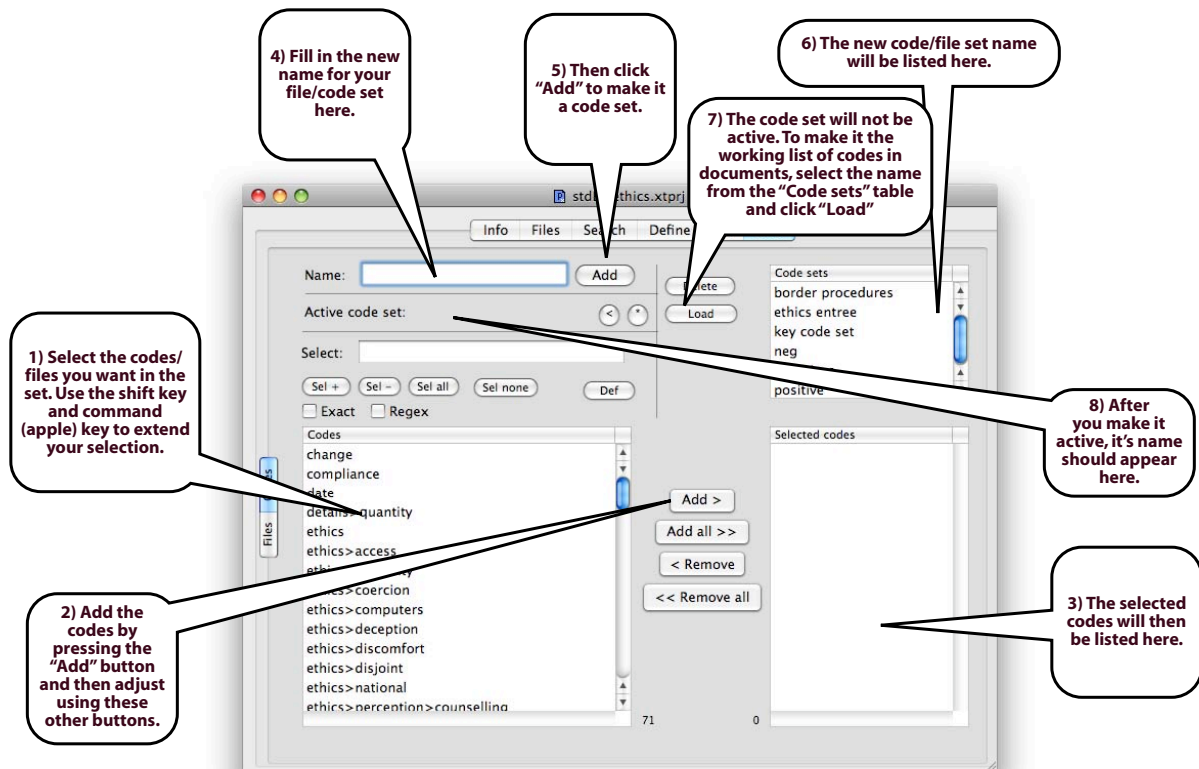 4) Fill in the new
name for your
file/code set
here.
5) Then click
“Add” to make it
a code set.
6) The new code/file set name
will be listed here.
7) The code set will not be
active. To make it the
working list of codes in
documents, select the name
from the “Code sets” table
and click “Load”
ethics.xtprj
Info Files Search Define
Name:
Add
Delete
Load
Active code set:
< *
Select:
Sel + Sel - Sel all Sel none
Def
Exact Regex
Code sets
border procedures
ethics entree
key code set
neg
positive
1) Select the codes/
files you want in the
set. Use the shift key
and command
(apple) key to extend
your selection.
8) After
you make it
active, it’s name
should appear
here.
Files
Codes
change
compliance
date
details>quantity
ethics
ethics>access
ethics>coercion
ethics>computers
ethics>deception
ethics>discomfort
ethics>disjoint
ethics>national
ethics>perception>counselling
71
Add >
Add all >>
< Remove
<< Remove all
Selected codes
0
2) Add the
codes by
pressing the
“Add” button
and then adjust
using these
other buttons.
3) The selected
codes will then
be listed here.